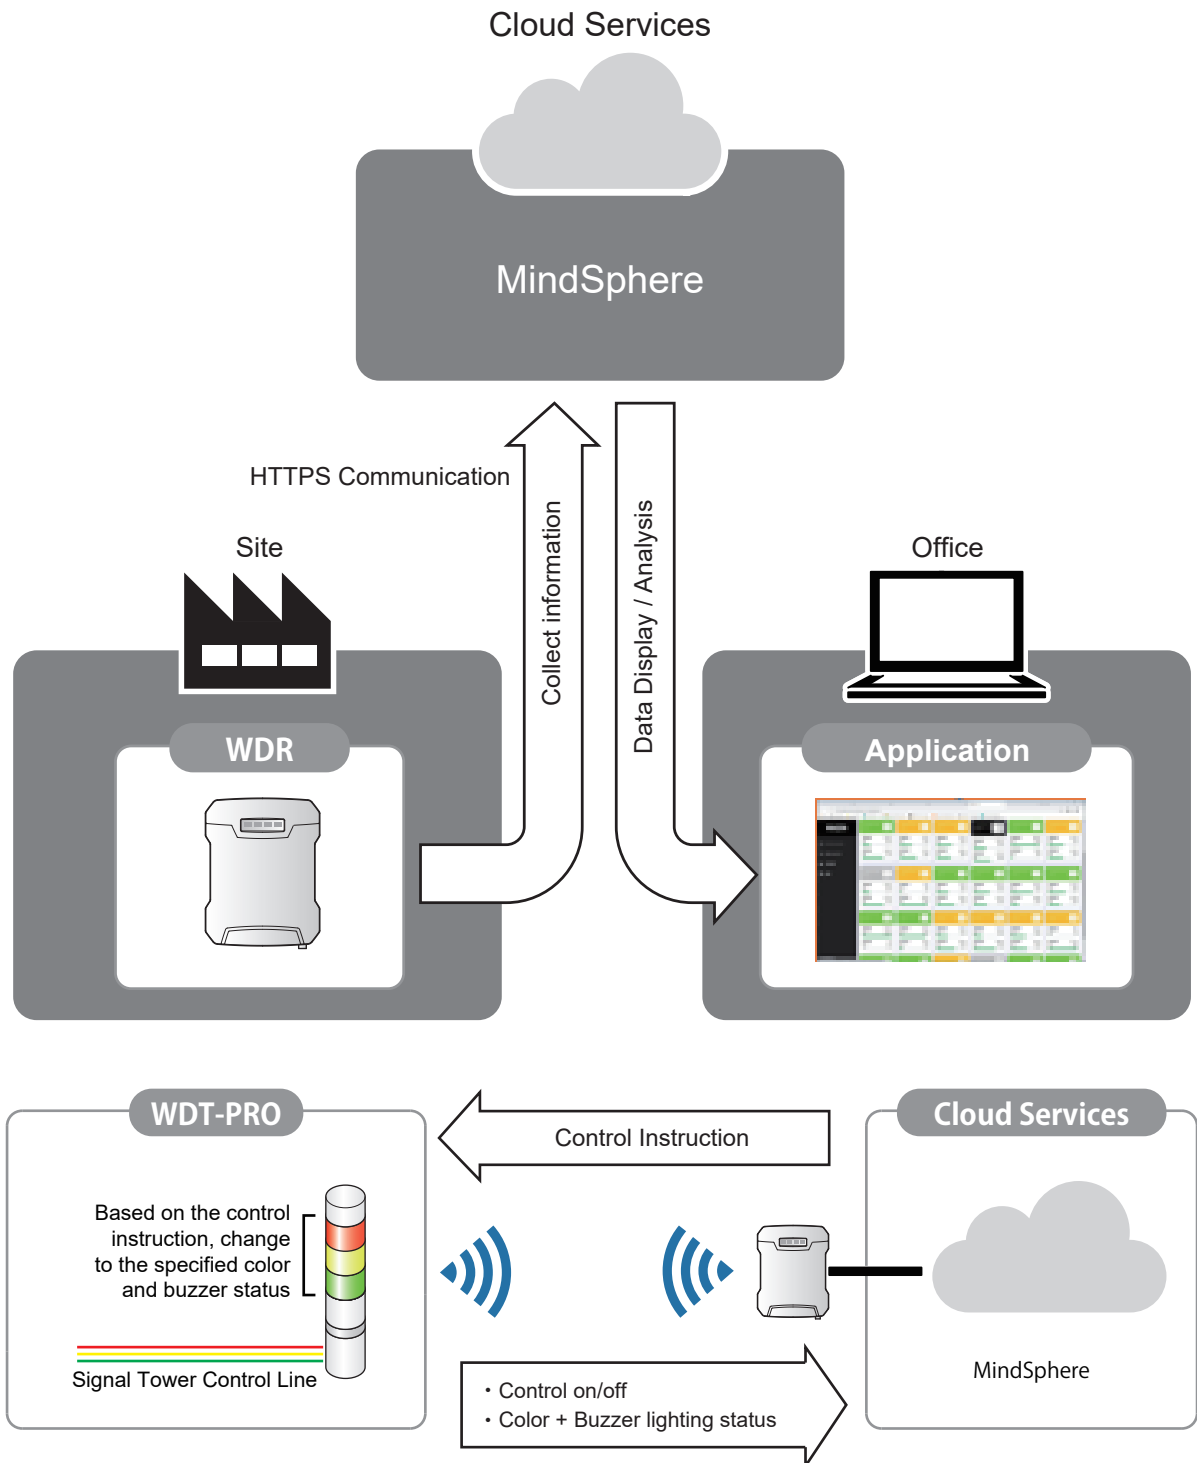 Cloud Services
MindSphere
HTTPS Communication
Collect information
Data Display / Analysis
Site
WDR
Office
Application
WDT-PRO
Based on the control
instruction, change
to the specified color
and buzzer status
Signal Tower Control Line
Control Instruction
・Control on/off
・Color + Buzzer lighting status
Cloud Services
MindSphere